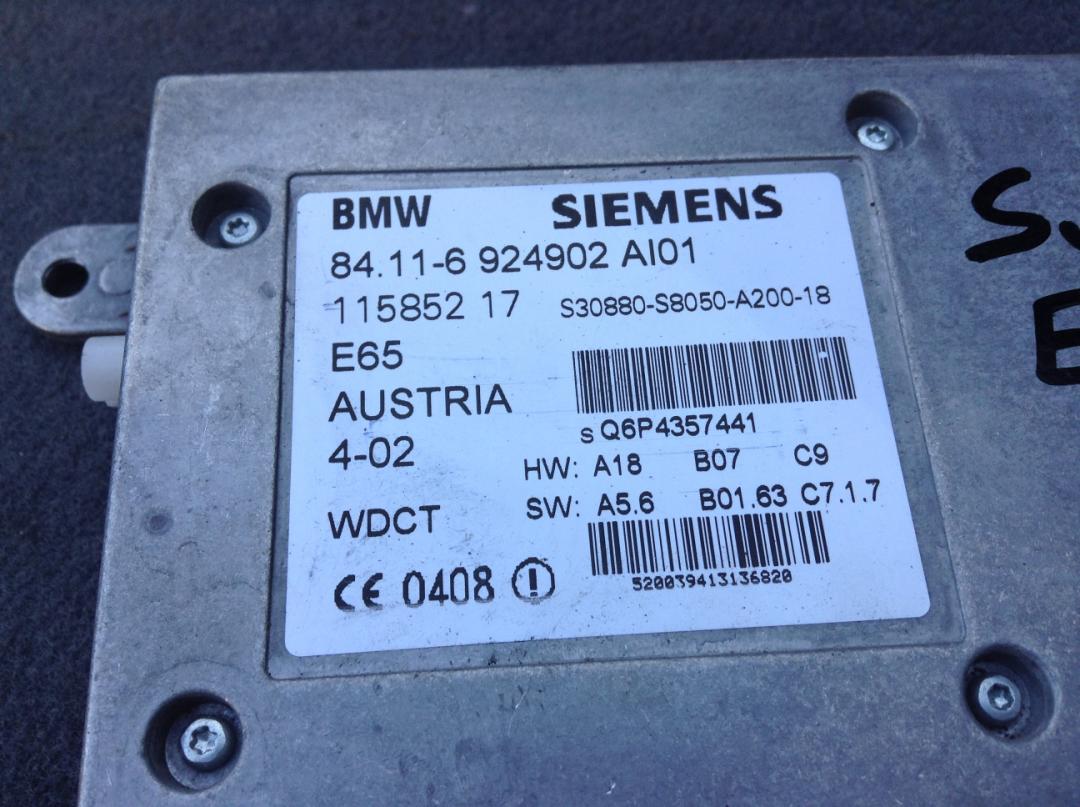 BMW SIEMENS
84.11-6 924902 AI01
115852 17 S30880-S8050-A200-18
E65
AUSTRIA
s Q6P4357441
4-02
HW: A18 B07 C9
SW: A5.6 B01.63 C7.1.7
WDCT
520039413136820
CE 0408